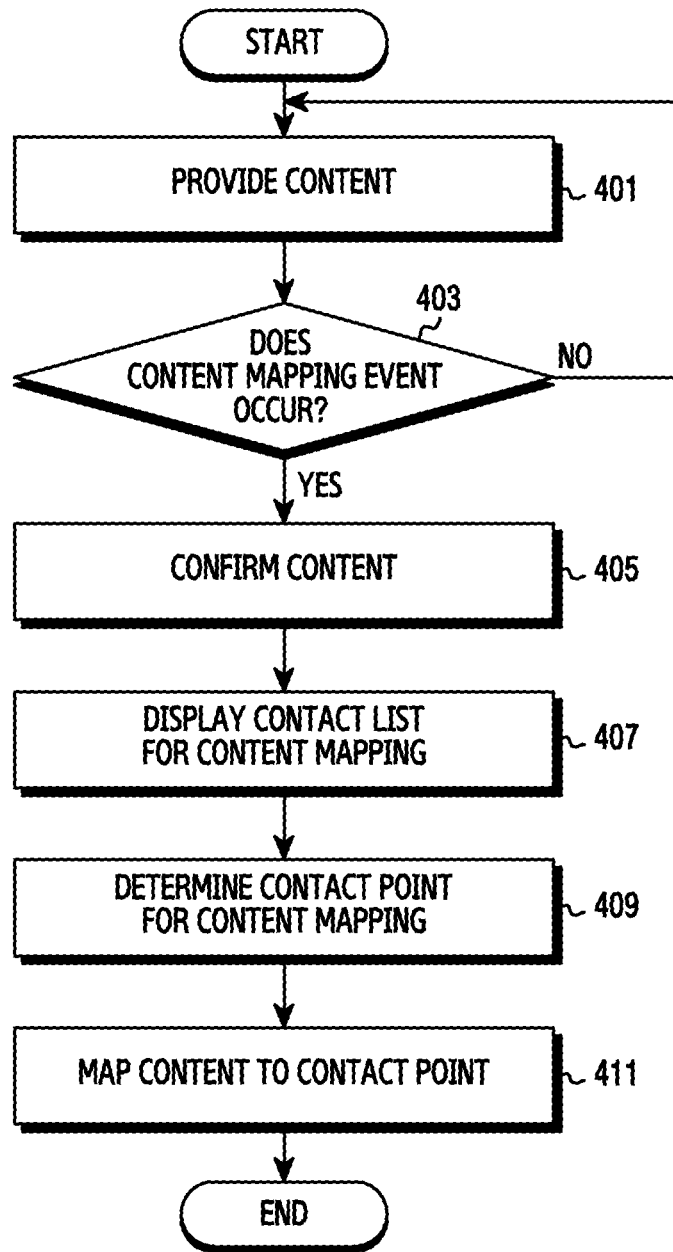 START
PROVIDE CONTENT
401
403
DOES
CONTENT MAPPING EVENT
OCCUR?
NO
YES
CONFIRM CONTENT
405
DISPLAY CONTACT LIST
FOR CONTENT MAPPING
407
DETERMINE CONTACT POINT
FOR CONTENT MAPPING
409
MAP CONTENT TO CONTACT POINT
411
END